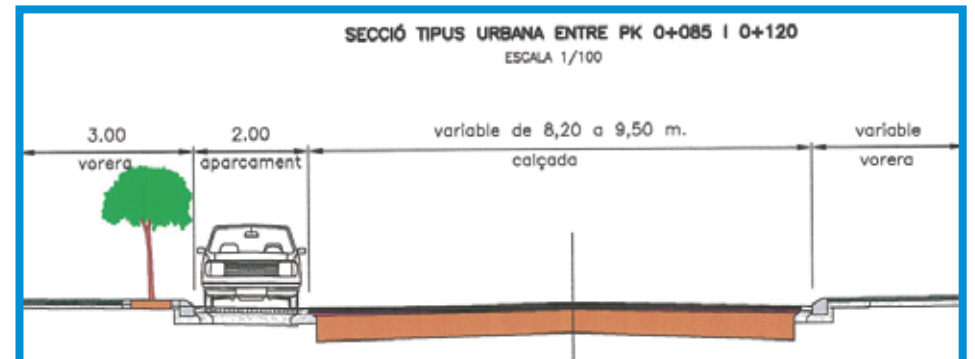 SECCIÓ TIPUS URBANA ENTRE PK 0+085 I 0+120
ESCALA 1/100
3.00
2.00
variable de 8,20 a 9,50 m.
variable
vorera
aparcament
calçada
vorera